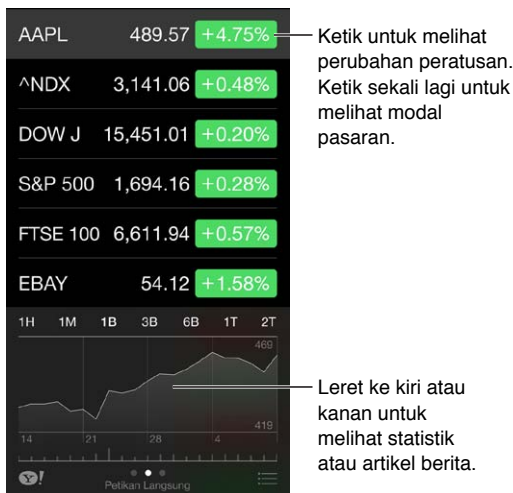 AAPL 489.57 +4.75%
^NDX 3,141.06 +0.48%
DOW J 15,451.01 +0.20%
S&P 500 1,694.16 +0.28%
FTSE 100 6,611.94 +0.57%
EBAY 54.12 +1.58%
1H 1M 1B 3B 6B 1T 2T
469
419
14 21 28 4
Y!
Petikan Langsung
Ketik untuk melihat
perubahan peratusan.
Ketik sekali lagi untuk
melihat modal
pasaran.
Leret ke kiri atau
kanan untuk
melihat statistik
atau artikel berita.